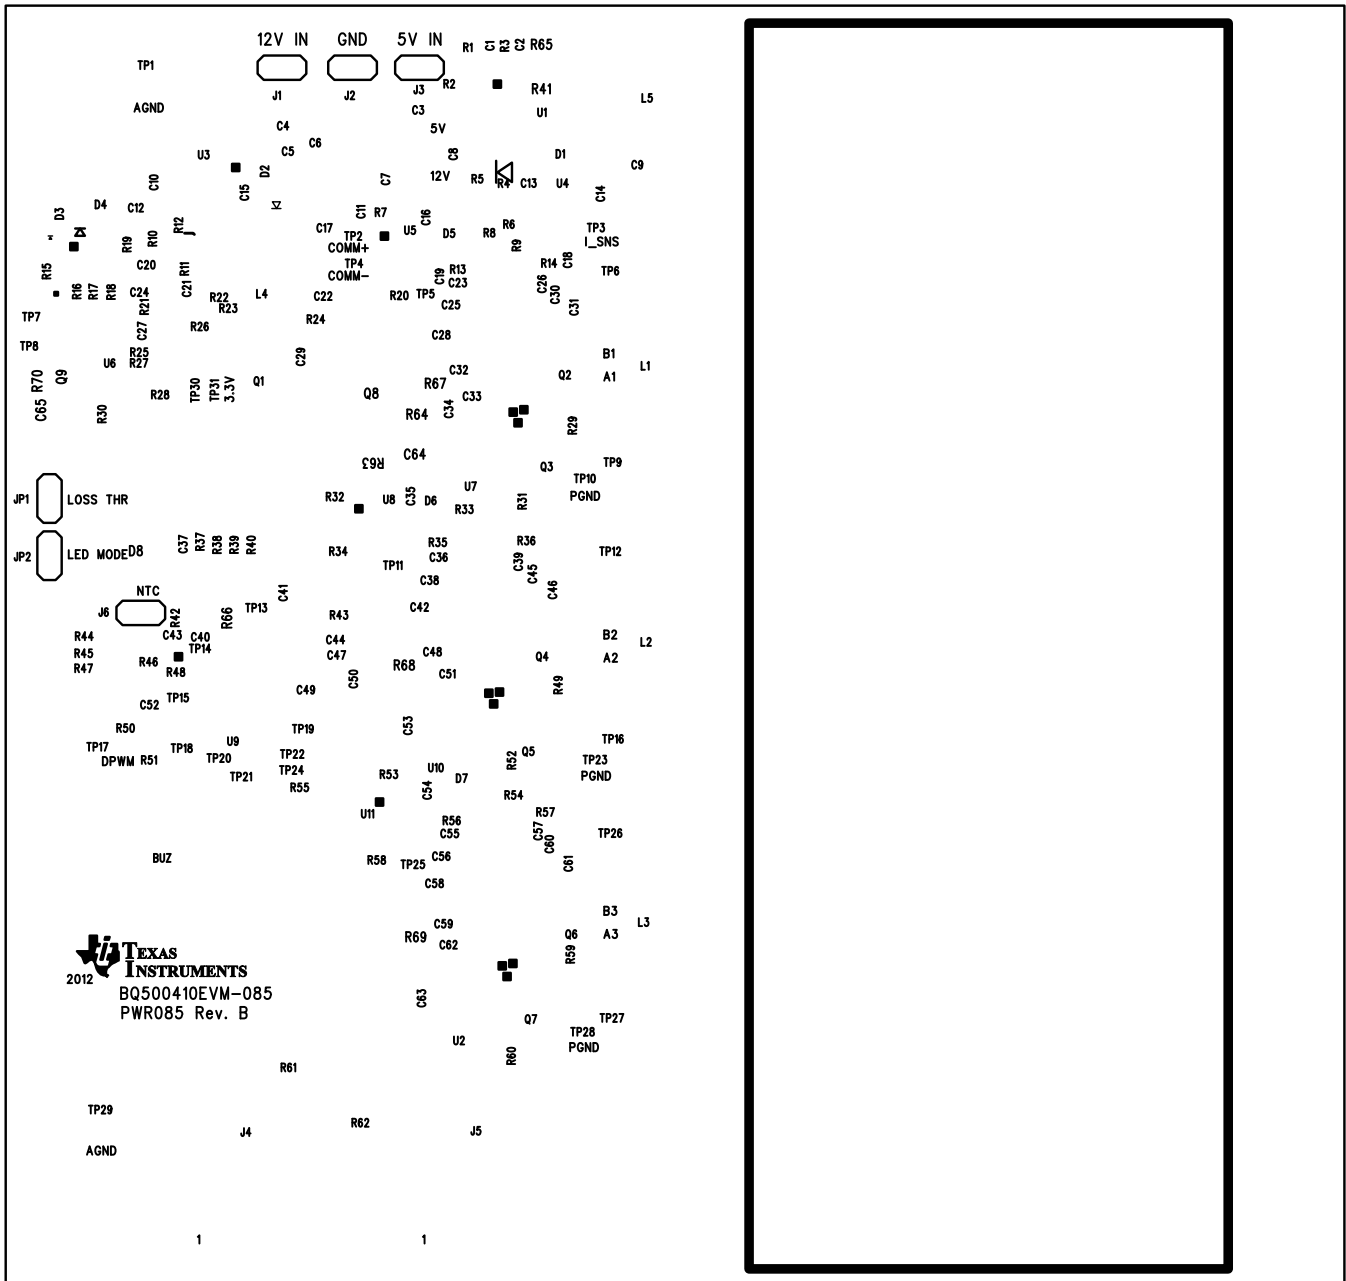 12V IN GND 5V IN
R1 C1 R3 C2 R65
TP1
J1 J2 J3 R2 R41
AGND C3 U1 L5
C4 5V
C6
U3 C5 C8 D1
D2 C7 12V R5 R4 C13 U4 C9
C10 C15 C14
D3 D4 C12 C11 R7 C16
R12 C17 U5 D5 R8 R6 TP3
R19 R10 TP2 R9 I_SNS
COMM+
R15 C20 R11 TP4 C19 R13 R14 C18 TP6
COMM-
R16 R17 R18 C24 C21 R22 L4 C22 R20 TP5 C23 C26 C30
R21 R23 C25 C31
TP7 R26 R24
C27 C28
TP8 R25 B1
U6 R27 C29 L1
R70 Q9 TP30 TP31 3.3V Q1 R67 C32 Q2 A1
R28 Q8 C33
C65 R30 R64 C34 R29
R63 C64 Q3 TP9
TP10
JP1 LOSS THR R32 U8 C35 D6 U7 R31 PGND
R33
JP2 LED MODE D8 C37 R37 R38 R39 R40 R34 R35 R36 TP12
TP11 C36 C39 C45
NTC C41 C38 C46
J6 R42 R66 TP13 R43 C42
R44 C43 C40 C44 B2
R45 TP14 C47 C48 Q4 L2
R47 R46 R48 R68 A2
C49 C50 C51 R49
C52 TP15
R50 TP19 C53
TP17 TP18 U9 TP16
DPWM R51 TP20 TP22 R52 Q5 TP23
TP21 TP24 R53 U10 D7 PGND
R55 C54 R54
U11 R56 R57
C55 C57 C60 TP26
BUZ R58 TP25 C56 C61
C58
B3
C59 L3
R69 C62 Q6 A3
R59
TEXAS
INSTRUMENTS
2012
BQ500410EVM-085
PWR085 Rev. B
C63
Q7 TP27
U2 TP28
R60 PGND
R61
TP29
R62
J4 J5
AGND
1 1